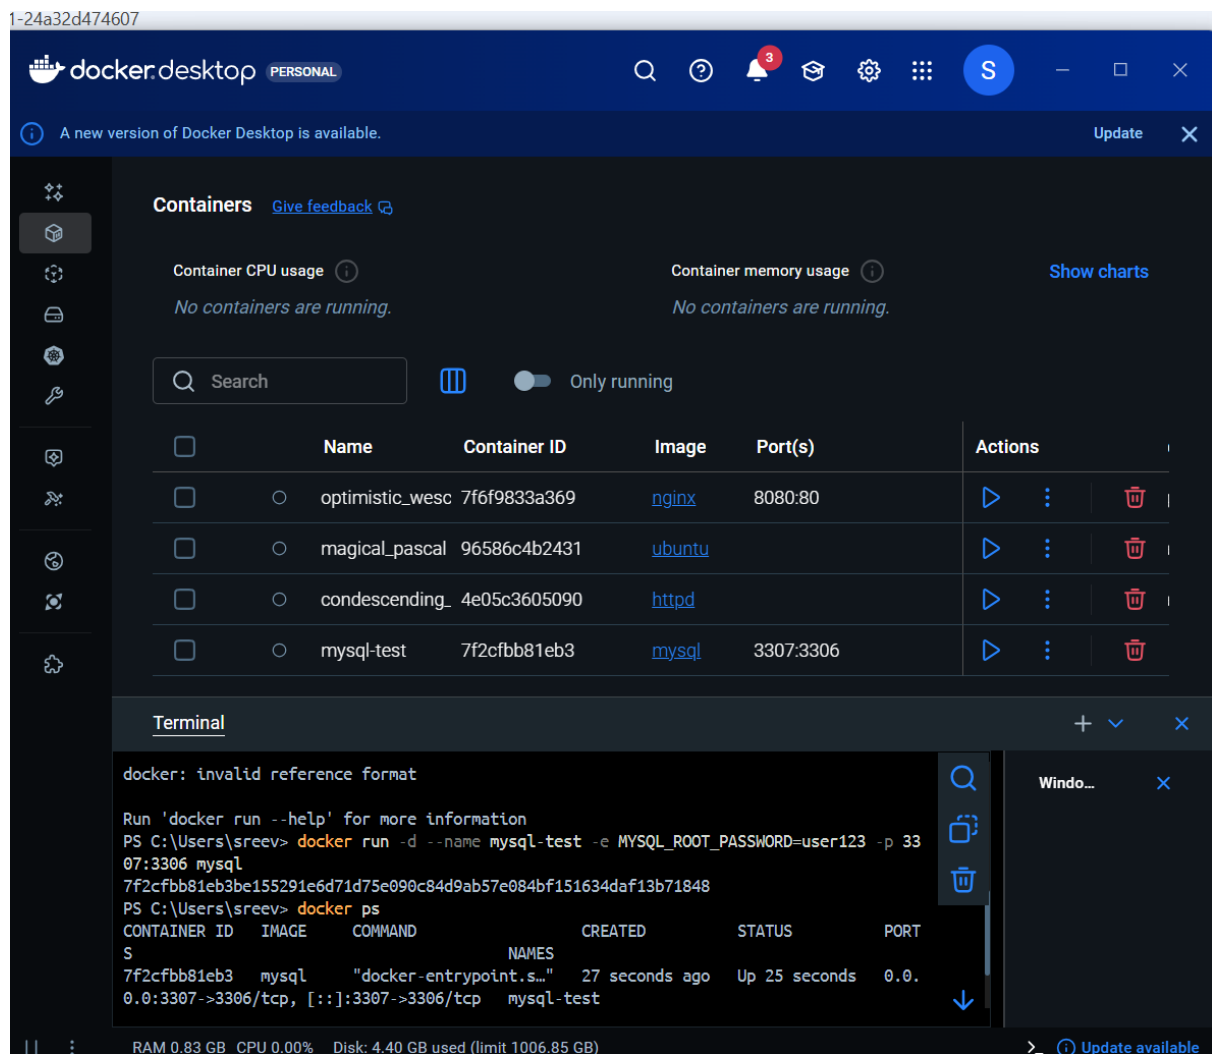 1-24a32d474607
docker.desktop PERSONAL 3 S
A new version of Docker Desktop is available. Update
Containers Give feedback
Container CPU usage Container memory usage Show charts
No containers are running. No containers are running.
Search Only running
Name Container ID Image Port(s) Actions
optimistic_wesc 7f6f9833a369 nginx 8080:80
magical_pascal 96586c4b2431 ubuntu
condescending_ 4e05c3605090 httpd
mysql-test 7f2cfbb81eb3 mysql 3307:3306
Terminal
docker: invalid reference format
Windo...
Run 'docker run --help' for more information
PS C:\Users\sreev> docker run -d --name mysql-test -e MYSQL_ROOT_PASSWORD=user123 -p 33
07:3306 mysql
7f2cfbb81eb3be155291e6d71d75e090c84d9ab57e084bf151634daf13b71848
PS C:\Users\sreev> docker ps
CONTAINER ID IMAGE COMMAND CREATED STATUS PORT
S NAMES
7f2cfbb81eb3 mysql "docker-entrypoint.s…" 27 seconds ago Up 25 seconds 0.0.
0.0:3307->3306/tcp, [::]:3307->3306/tcp mysql-test
RAM 0.83 GB CPU 0.00% Disk: 4.40 GB used (limit 1006.85 GB) >_ Update available